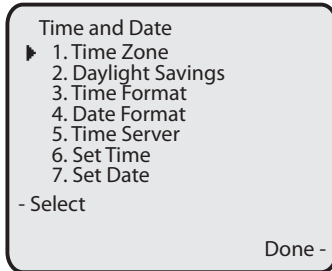 Time and Date
1. Time Zone
2. Daylight Savings
3. Time Format
4. Date Format
5. Time Server
6. Set Time
7. Set Date
- Select
Done -